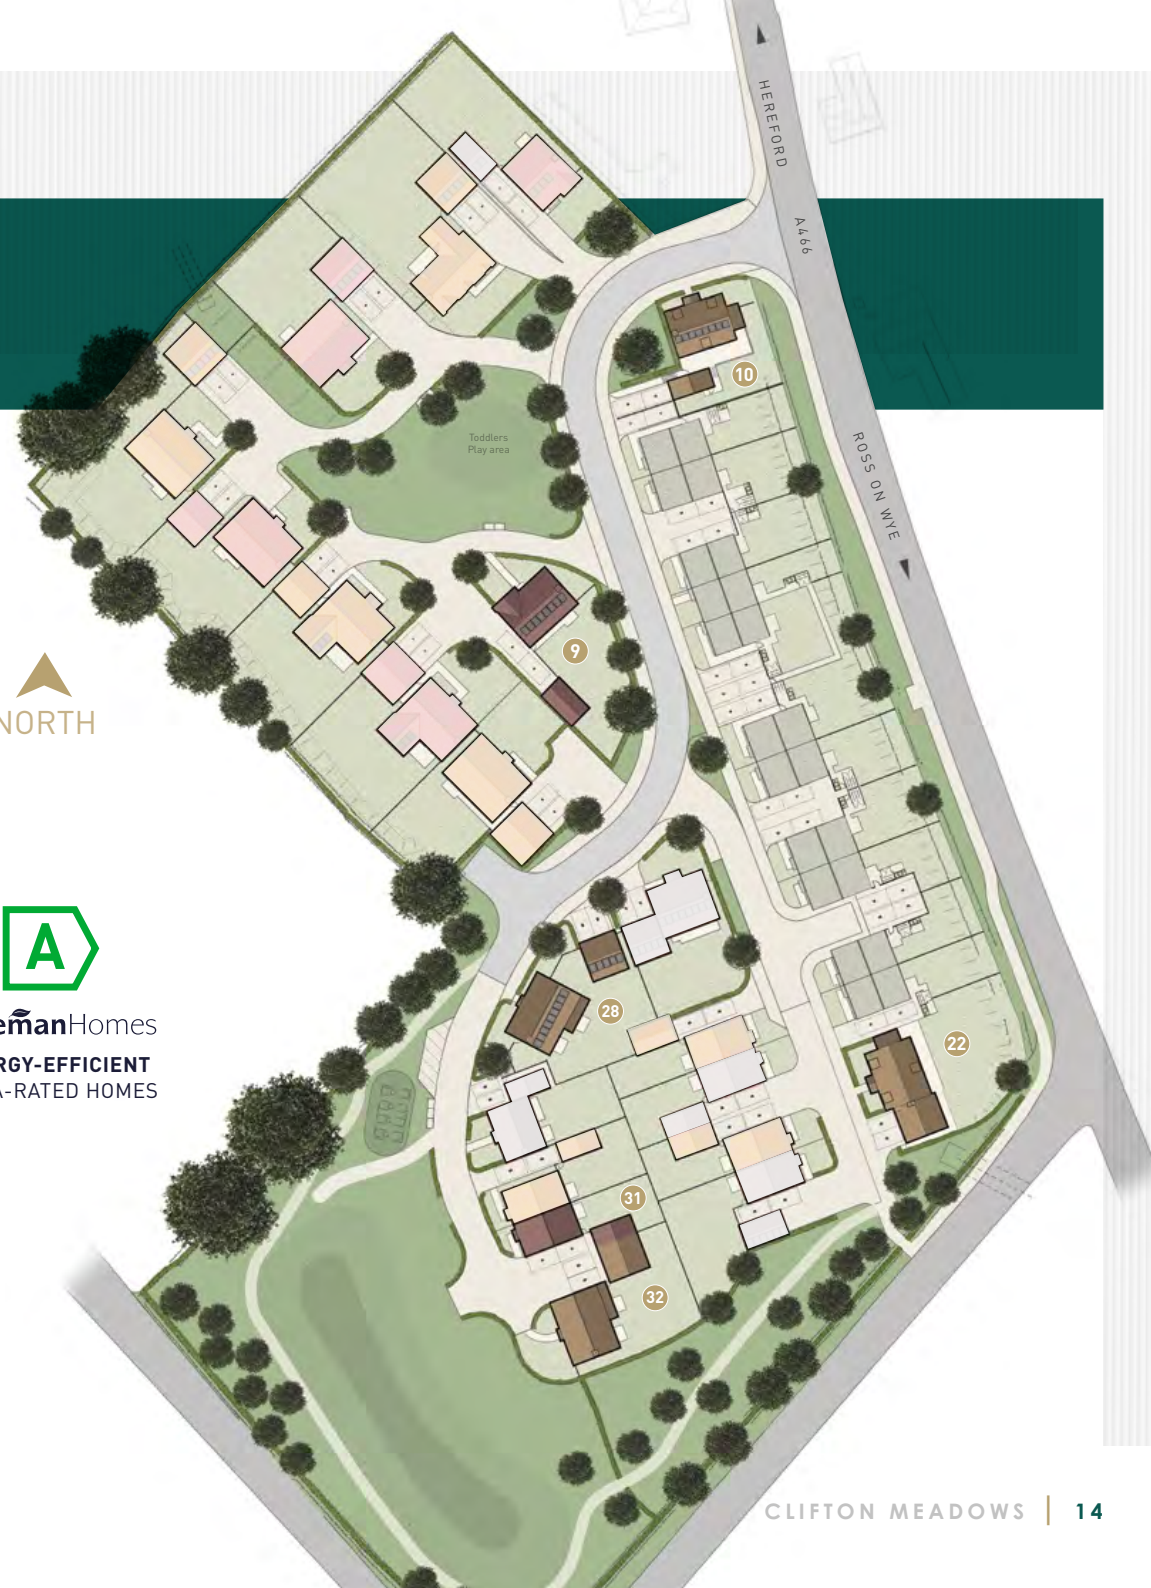 HEREFORD
A466
ROSS ON WYE
10
Toddlers
Play area
9
NORTH
A
emanHomes
RGY-EFFICIENT
A-RATED HOMES
28
22
31
32
CLIFTON MEADOWS | 14